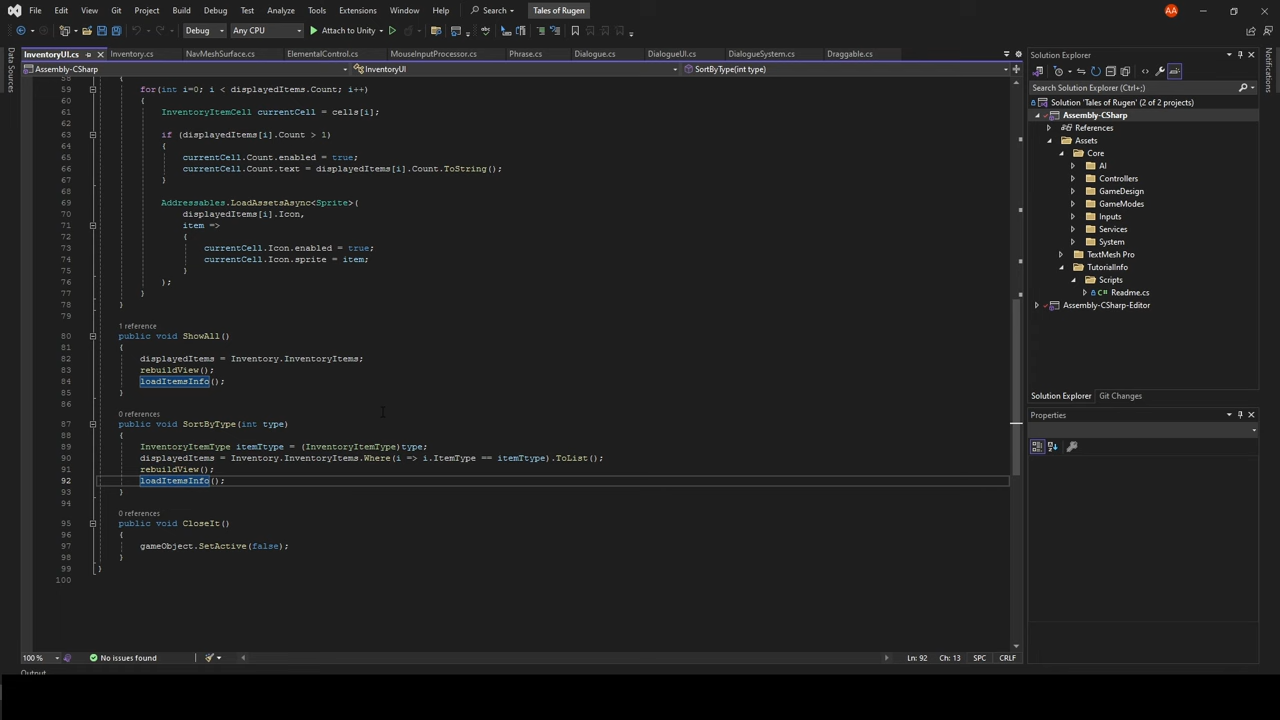 File Edit View Git Project Build Debug Test Analyze Tools Extensions Window Help Search Tales of Rugen AA
Debug Any CPU Attach to Unity
InventoryUI.cs Inventory.cs NavMeshSurface.cs ElementalControl.cs MouseInputProcessor.cs Phrase.cs Dialogue.cs DialogueUI.cs DialogueSystem.cs Draggable.cs
Assembly-CSharp InventoryUI SortByType(int type)
Data Sources
58 {
59 for(int i=0; i < displayedItems.Count; i++)
60 {
61 InventoryItemCell currentCell = cells[i];
62
63 if (displayedItems[i].Count > 1)
64 {
65 currentCell.Count.enabled = true;
66 currentCell.Count.text = displayedItems[i].Count.ToString();
67 }
68
69 Addressables.LoadAssetsAsync<Sprite>(
70 displayedItems[i].Icon,
71 item =>
72 {
73 currentCell.Icon.enabled = true;
74 currentCell.Icon.sprite = item;
75 }
76 );
77 }
78 }
79
1 reference
80 public void ShowAll()
81 {
82 displayedItems = Inventory.InventoryItems;
83 rebuildView();
84 loadItemsInfo();
85 }
86
0 references
87 public void SortByType(int type)
88 {
89 InventoryItemType itemTtype = (InventoryItemType)type;
90 displayedItems = Inventory.InventoryItems.Where(i => i.ItemType == itemTtype).ToList();
91 rebuildView();
92 loadItemsInfo();
93 }
94
0 references
95 public void CloseIt()
96 {
97 gameObject.SetActive(false);
98 }
99 }
100
100 % No issues found Ln: 92 Ch: 13 SPC CRLF
Output
Solution Explorer
Search Solution Explorer (Ctrl+;)
Solution 'Tales of Rugen' (2 of 2 projects)
Assembly-CSharp
References
Assets
Core
AI
Controllers
GameDesign
GameModes
Inputs
Services
System
TextMesh Pro
TutorialInfo
Scripts
C# Readme.cs
Assembly-CSharp-Editor
Solution Explorer Git Changes
Properties
Notifications